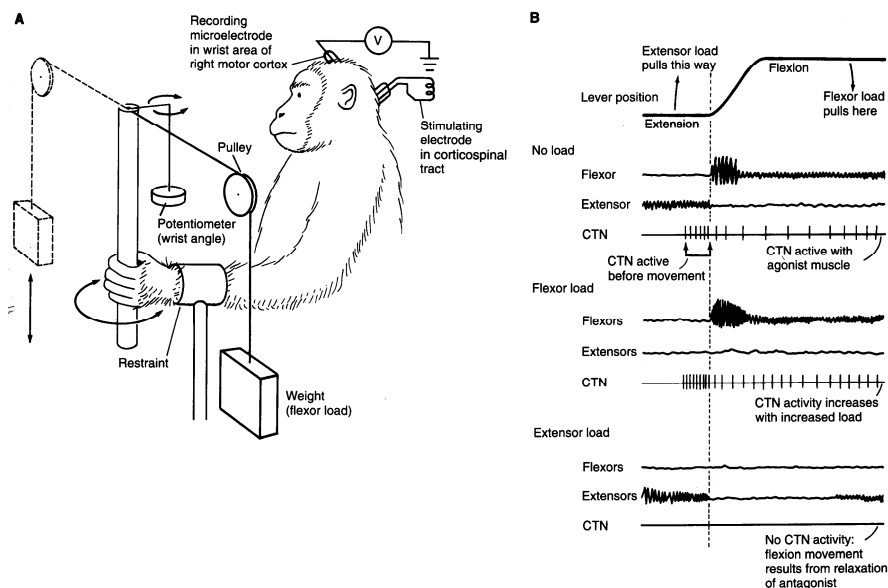 A
Recording
microelectrode
in wrist area of
right motor cortex
V
Stimulating
electrode
in corticospinal
tract
Pulley
Potentiometer
(wrist angle)
Restraint
Weight
(flexor load)
B
Extensor load
pulls this way
Flexion
Lever position
Flexor load
pulls here
Extension
No load
Flexor
Extensor
CTN
CTN active
before movement
CTN active with
agonist muscle
Flexor load
Flexors
Extensors
CTN
CTN activity increases
with increased load
Extensor load
Flexors
Extensors
CTN
No CTN activity:
flexion movement
results from relaxation
of antagonist